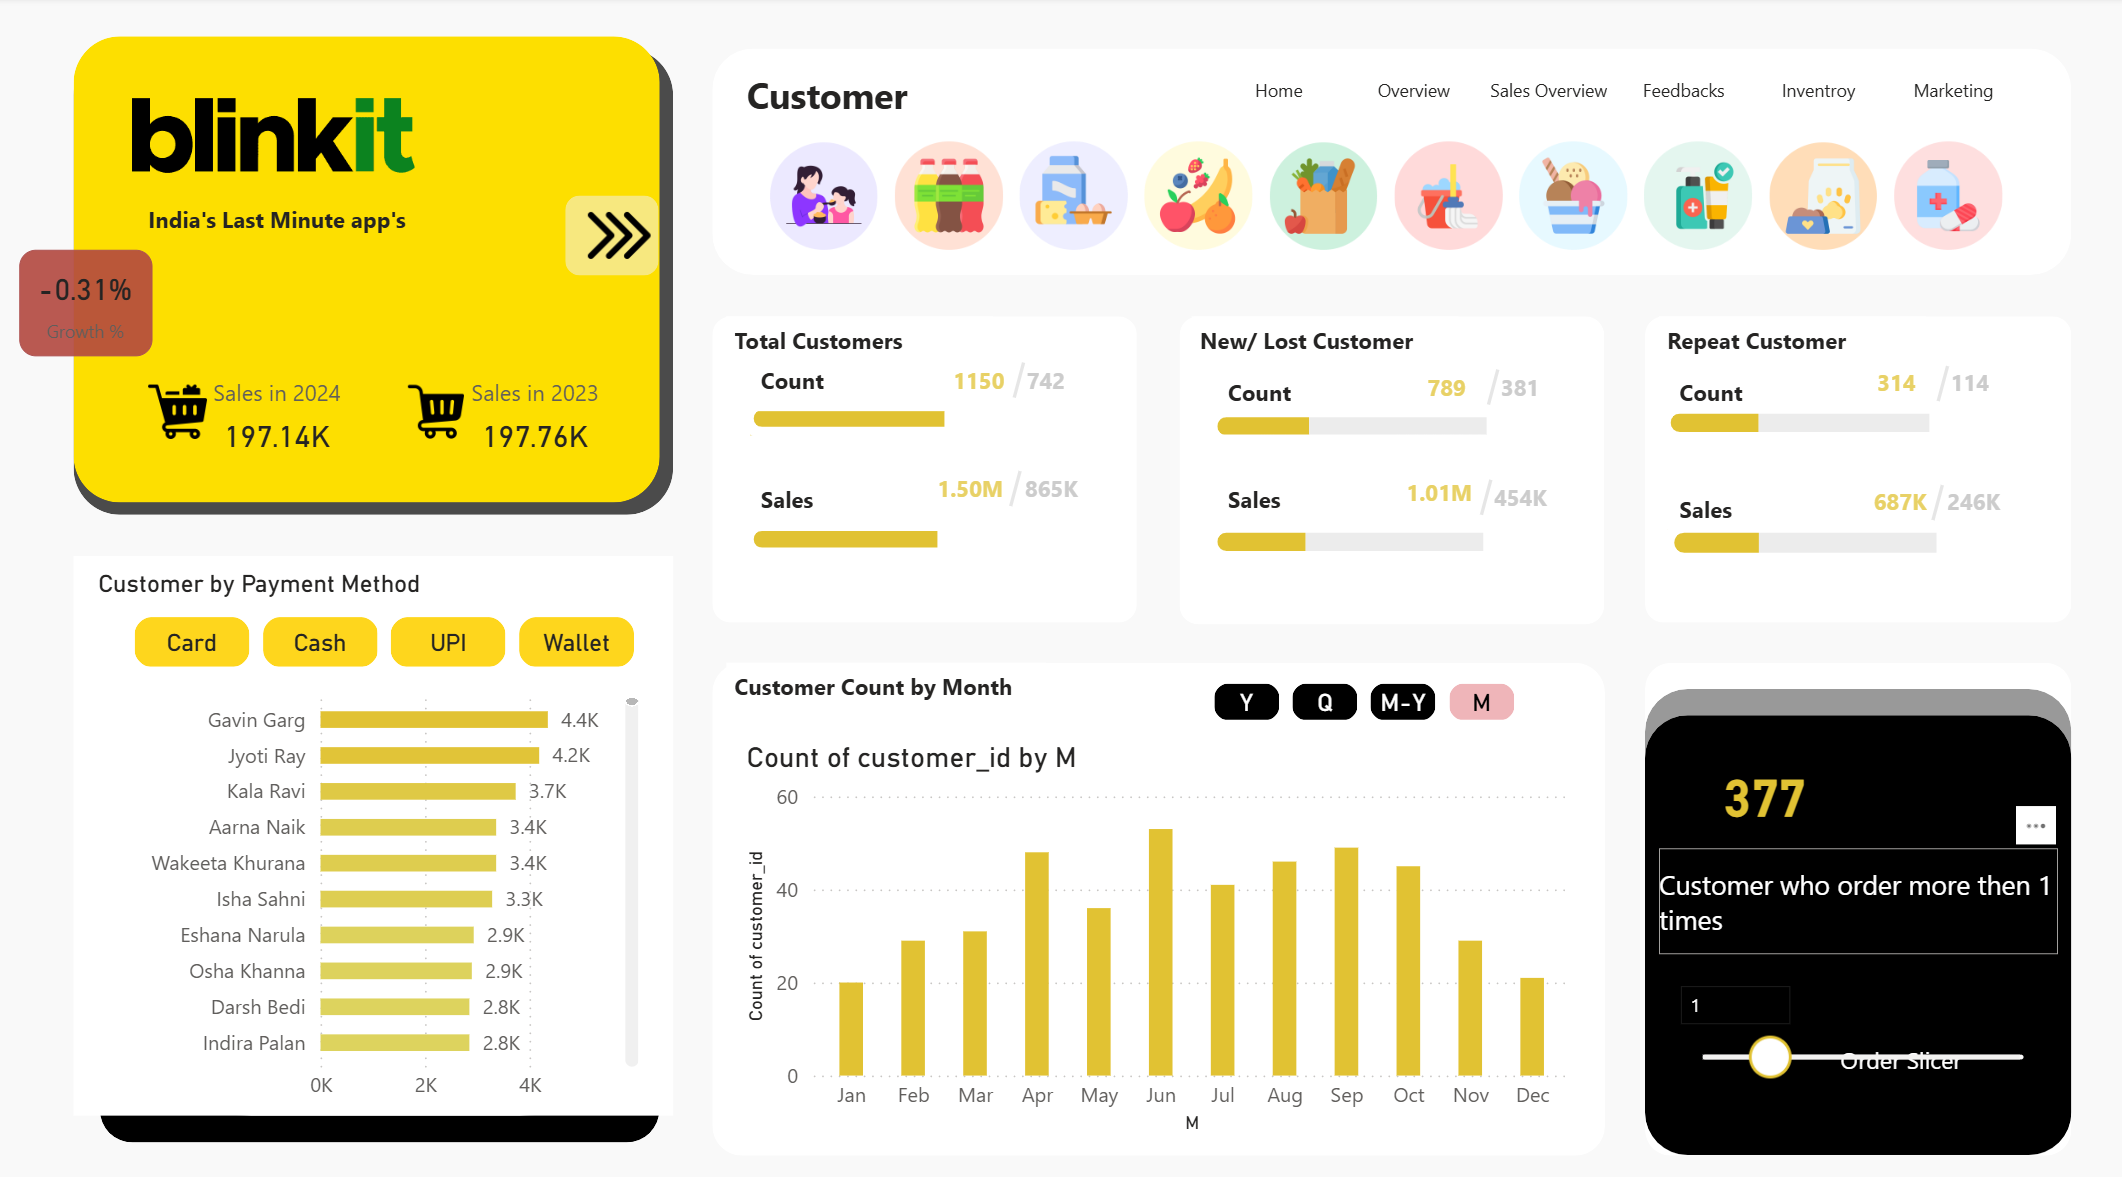 blinkit
India's Last Minute app's
-0.31%
Growth %
Sales in 2024
197.14K
Sales in 2023
197.76K
Customer
Home Overview Sales Overview Feedbacks Inventroy Marketing
Total Customers
Count 1150 / 742
Sales 1.50M / 865K
New/ Lost Customer
Count 789 / 381
Sales 1.01M / 454K
Repeat Customer
Count 314 / 114
Sales 687K / 246K
Customer by Payment Method
Card Cash UPI Wallet
Gavin Garg 4.4K
Jyoti Ray 4.2K
Kala Ravi 3.7K
Aarna Naik 3.4K
Wakeeta Khurana 3.4K
Isha Sahni 3.3K
Eshana Narula 2.9K
Osha Khanna 2.9K
Darsh Bedi 2.8K
Indira Palan 2.8K
0K 2K 4K
Customer Count by Month
Y Q M-Y M
Count of customer_id by M
Count of customer_id
60
40
20
0
Jan Feb Mar Apr May Jun Jul Aug Sep Oct Nov Dec
M
377
...
Customer who order more then 1
times
1
Order Slicer